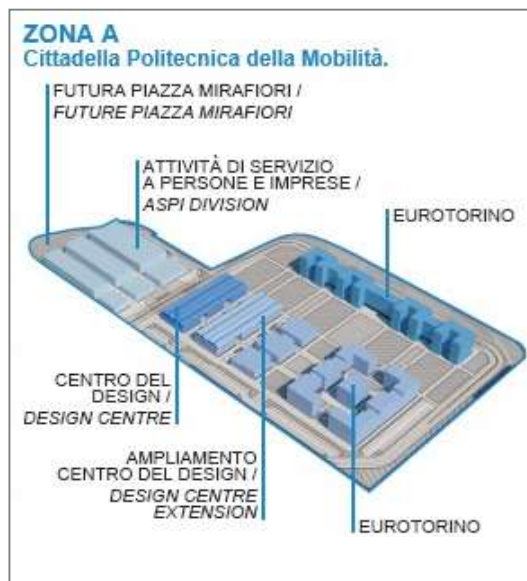 ZONA A
Cittadella Politecnica della Mobilità.
FUTURA PIAZZA MIRAFIORI /
FUTURE PIAZZA MIRAFIORI
ATTIVITÀ DI SERVIZIO
A PERSONE E IMPRESE /
ASPI DIVISION
EUROTORINO
CENTRO DEL
DESIGN /
DESIGN CENTRE
AMPLIAMENTO
CENTRO DEL DESIGN /
DESIGN CENTRE
EXTENSION
EUROTORINO